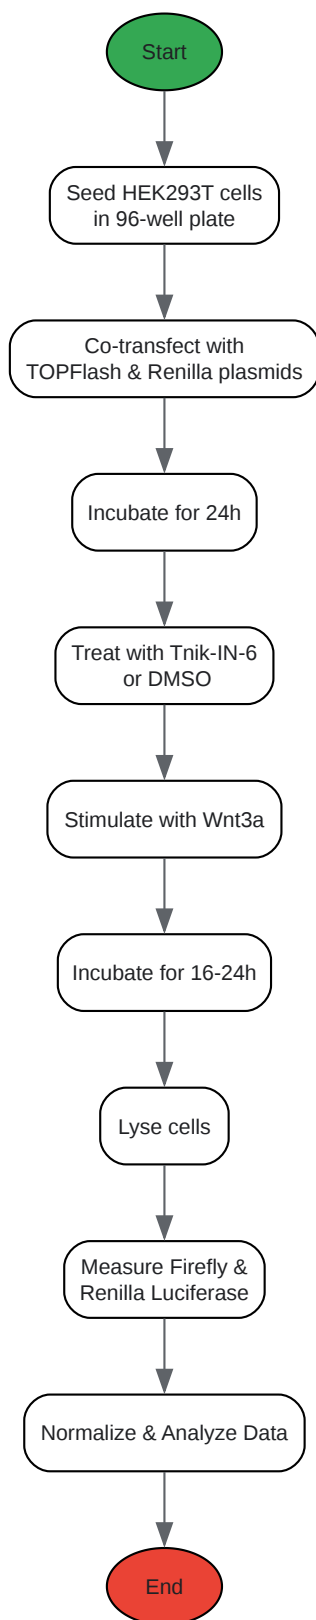 Start
Seed HEK293T cells
in 96-well plate
Co-transfect with
TOPFlash & Renilla plasmids
Incubate for 24h
Treat with Tnik-IN-6
or DMSO
Stimulate with Wnt3a
Incubate for 16-24h
Lyse cells
Measure Firefly &
Renilla Luciferase
Normalize & Analyze Data
End